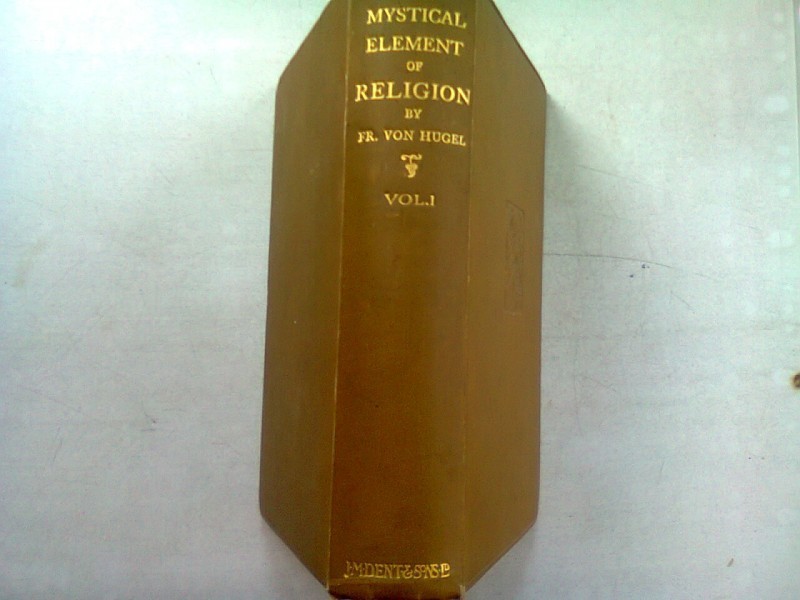 MYSTICAL
ELEMENT
OF
RELIGION
BY
FR. VON HUGEL
VOL.I
J·M·DENT & SONS LD